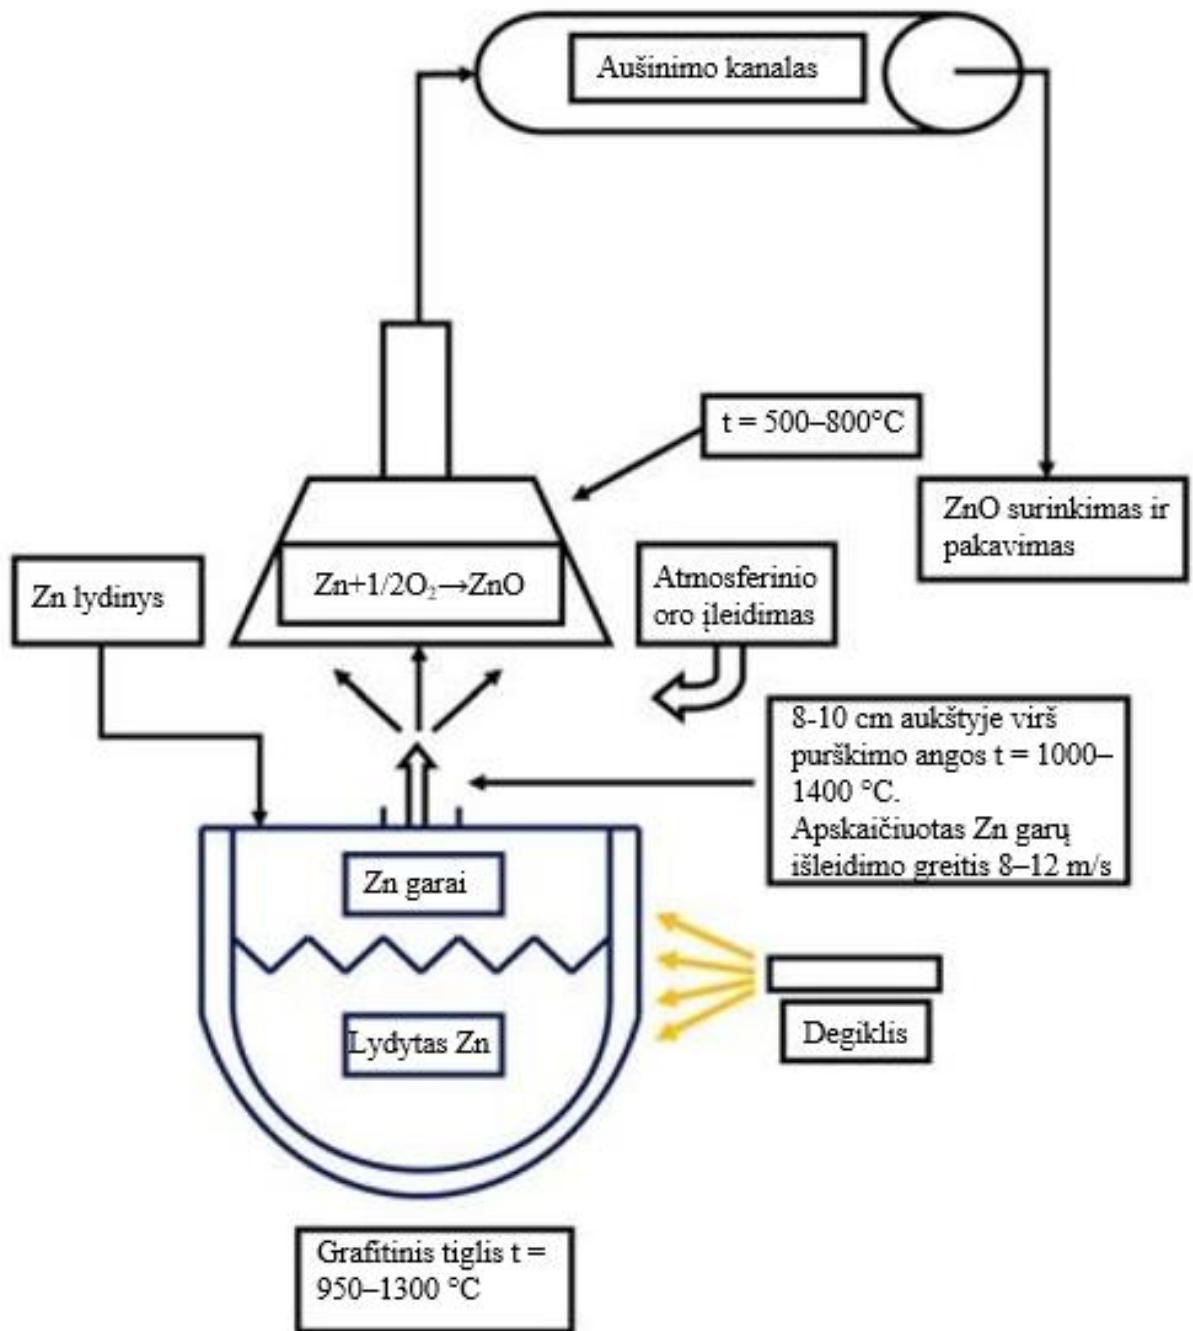 Aušinimo kanalas
t = 500–800°C
ZnO surinkimas ir
pakavimas
Zn lydinys
Zn+1/2O₂→ZnO
Atmosferinio
oro įleidimas
8-10 cm aukštyje virš
purškimo angos t = 1000–
1400 °C.
Apskaičiuotas Zn garų
išleidimo greitis 8–12 m/s
Zn garai
Lydytas Zn
Degiklis
Grafitinis tiglis t =
950–1300 °C